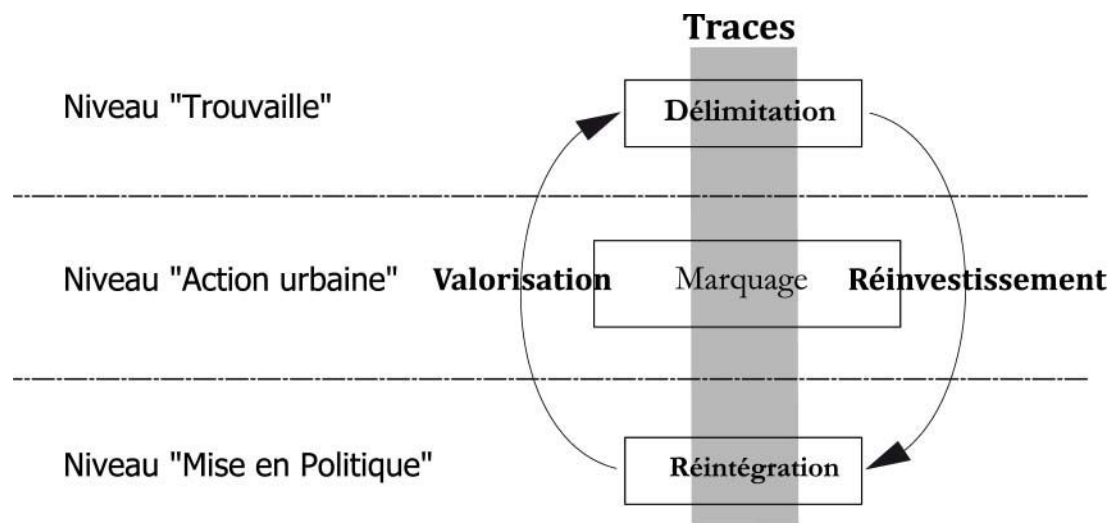 Traces
Niveau "Trouvaille"
Délimitation
Niveau "Action urbaine"
Valorisation
Marquage
Réinvestissement
Niveau "Mise en Politique"
Réintégration